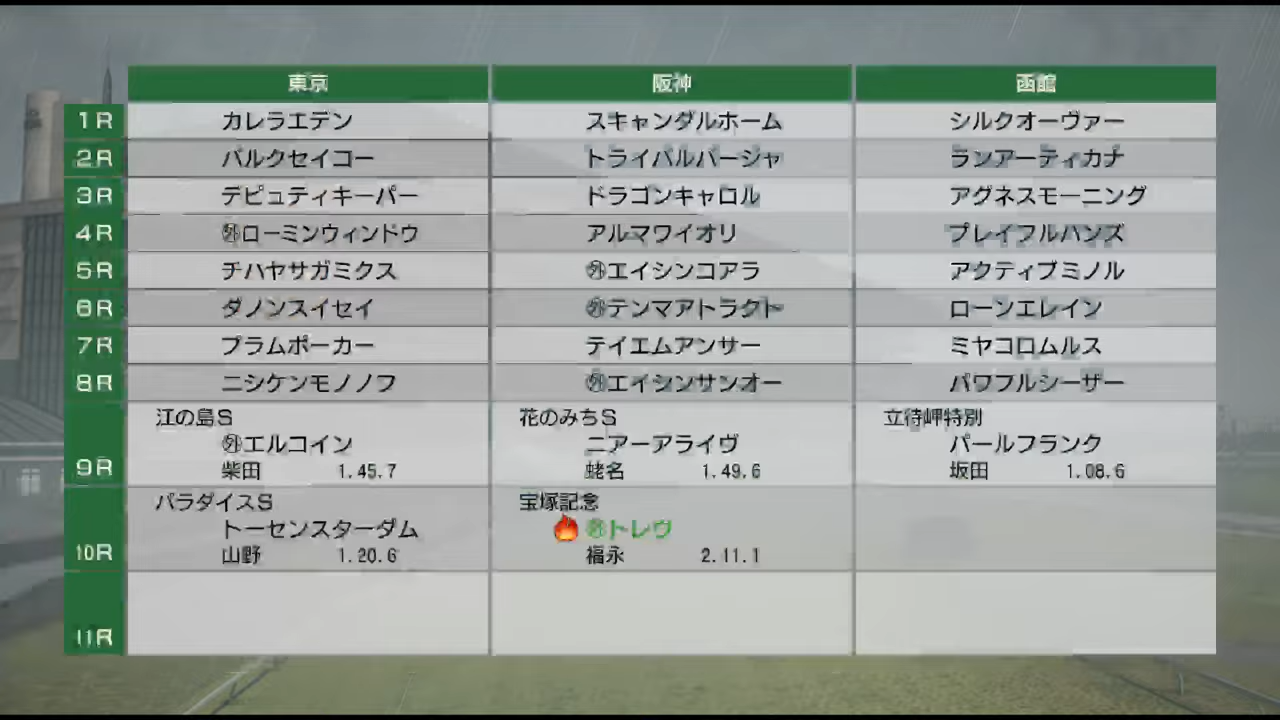 東京 阪神 函館
1R カレラエデン スキャンダルホーム シルクオーヴァー
2R バルクセイコー トライバルバージャ ランアーティカナ
3R デピュティキーパー ドラゴンキャロル アグネスモーニング
4R ㊕ローミンウィンドウ アルマワイオリ プレイフルハンズ
5R チハヤサガミクス ㊕エイシンコアラ アクティブミノル
6R ダノンスイセイ ㊕テンマアトラクト ローンエレイン
7R プラムポーカー テイエムアンサー ミヤコロムルス
8R ニシケンモノノフ ㊕エイシンサンオー パワフルシーザー
江の島S 花のみちS 立待岬特別
㊕エルコイン ニアーアライヴ パールフランク
9R 柴田 1.45.7 蛯名 1.49.6 坂田 1.08.6
パラダイスS 宝塚記念
トーセンスターダム ㊕トレヴ
10R 山野 1.20.6 福永 2.11.1
11R